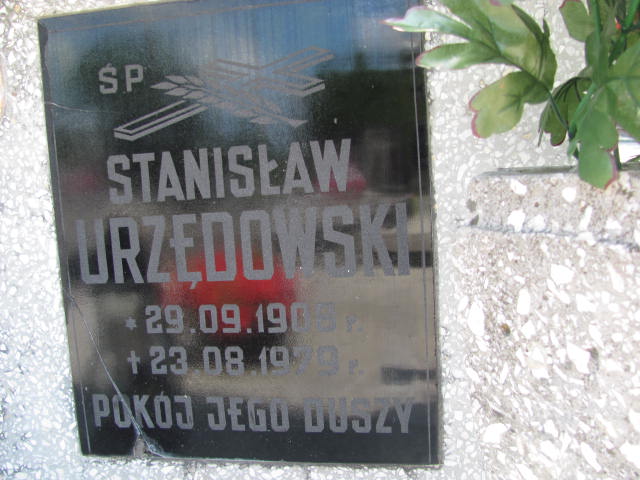 ŚP
STANISŁAW
URZĘDOWSKI
* 29.09.1908 r.
† 23 08.1979 r.
POKÓJ JEGO DUSZY